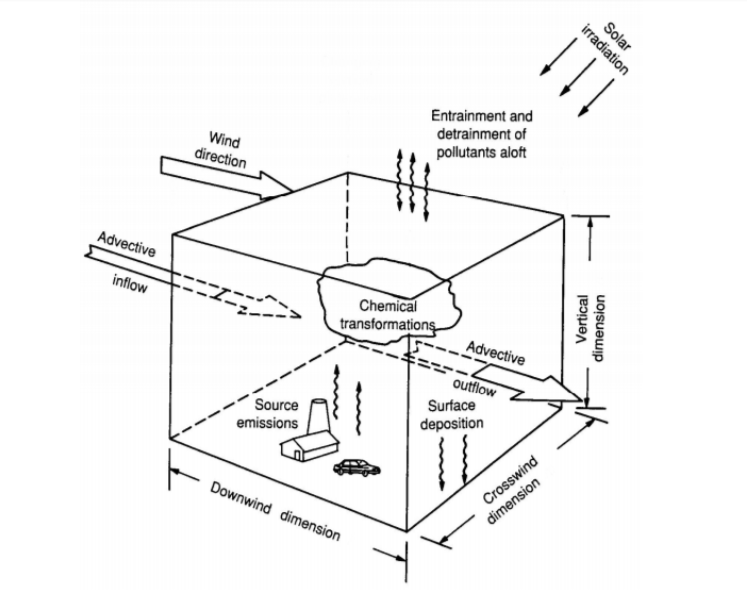 Solar
irradiation
Entrainment and
detrainment of
pollutants aloft
Wind
direction
Advective
inflow
Chemical
transformations
Vertical
dimension
Advective
outflow
Source
emissions
Surface
deposition
Crosswind
dimension
Downwind dimension